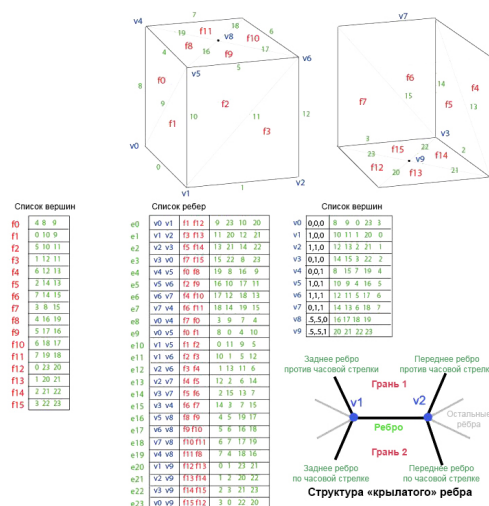 7
v4
19
f11
18
6
v8
f10
4
f8
16
f9
17
v5
5
v6
8
f0
9
f2
f1
10
11
12
f3
v0
0
v1
1
v2
v7
f6
14
f4
f7
15
f5
13
3
v3
23
f15
22
f14
2
v9
f12
20
f13
Список вершин
f0 4 8 9
f1 0 10 9
f2 5 10 11
f3 1 12 11
f4 6 12 13
f5 2 14 13
f6 7 14 15
f7 3 8 15
f8 4 16 19
f9 5 17 16
f10 6 18 17
f11 7 19 18
f12 0 23 20
f13 1 20 21
f14 2 21 22
f15 3 22 23
Список ребер
e0 v0 v1 f1 f12 9 23 10 20
e1 v1 v2 f3 f13 11 20 12 21
e2 v2 v3 f5 f14 13 21 14 22
e3 v3 v0 f7 f15 15 22 8 23
e4 v4 v5 f0 f8 19 8 16 9
e5 v5 v6 f2 f9 16 10 17 11
e6 v6 v7 f4 f10 17 12 18 13
e7 v7 v4 f6 f11 18 14 19 15
e8 v0 v4 f7 f0 3 9 7 4
e9 v0 v5 f0 f1 8 0 4 10
e10 v1 v5 f1 f2 0 11 9 5
e11 v1 v6 f2 f3 10 1 5 12
e12 v2 v6 f3 f4 1 13 11 6
e13 v2 v7 f4 f5 12 2 6 14
e14 v3 v7 f5 f6 2 15 13 7
e15 v3 v4 f6 f7 14 3 7 15
e16 v5 v8 f8 f9 4 5 19 17
e17 v6 v8 f9 f10 5 6 16 18
e18 v7 v8 f10 f11 6 7 17 19
e19 v4 v8 f11 f8 7 4 18 16
e20 v1 v9 f12 f13 0 1 23 21
e21 v2 v9 f13 f14 1 2 20 22
e22 v3 v9 f14 f15 2 3 21 23
e23 v0 v9 f15 f12 3 0 22 20
Список вершин
v0 0,0,0 8 9 0 23 3
v1 1,0,0 10 11 1 20 0
v2 1,1,0 12 13 2 21 1
v3 0,1,0 14 15 3 22 2
v4 0,0,1 8 15 7 19 4
v5 1,0,1 10 9 4 16 5
v6 1,1,1 12 11 5 17 6
v7 0,1,1 14 13 6 18 7
v8 .5,.5,0 16 17 18 19
v9 .5,.5,1 20 21 22 23
Заднее ребро
против часовой стрелки
Переднее ребро
против часовой стрелки
Грань 1
v1
v2
Остальные
рёбра
Ребро
Грань 2
Заднее ребро
по часовой стрелке
Переднее ребро
по часовой стрелке
Структура «крылатого» ребра